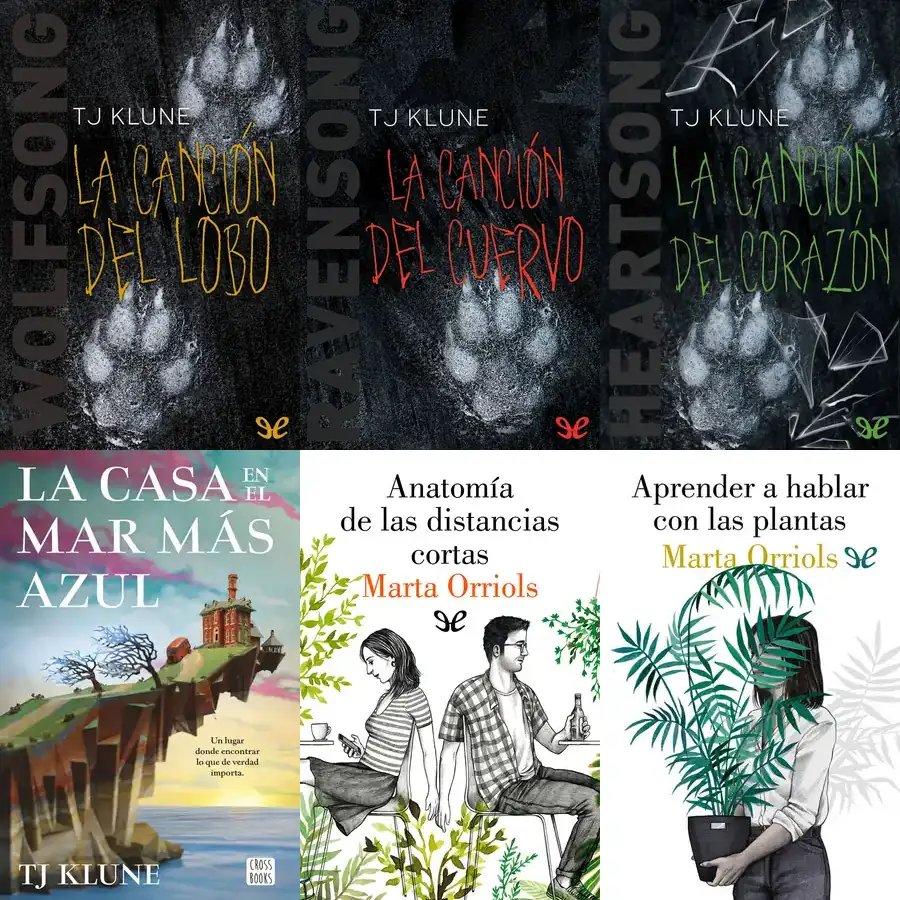 WOLFSONG
TJ KLUNE
LA CANCIÓN
DEL LOBO
RAVENSONG
TJ KLUNE
LA CANCIÓN
DEL CUERVO
HEARTSONG
TJ KLUNE
LA CANCIÓN
DEL CORAZÓN
LA CASA EN EL
MAR MÁS
AZUL
Un lugar
donde encontrar
lo que de verdad
importa.
TJ KLUNE
CROSS
BOOKS
Anatomía
de las distancias
cortas
Marta Orriols
Aprender a hablar
con las plantas
Marta Orriols